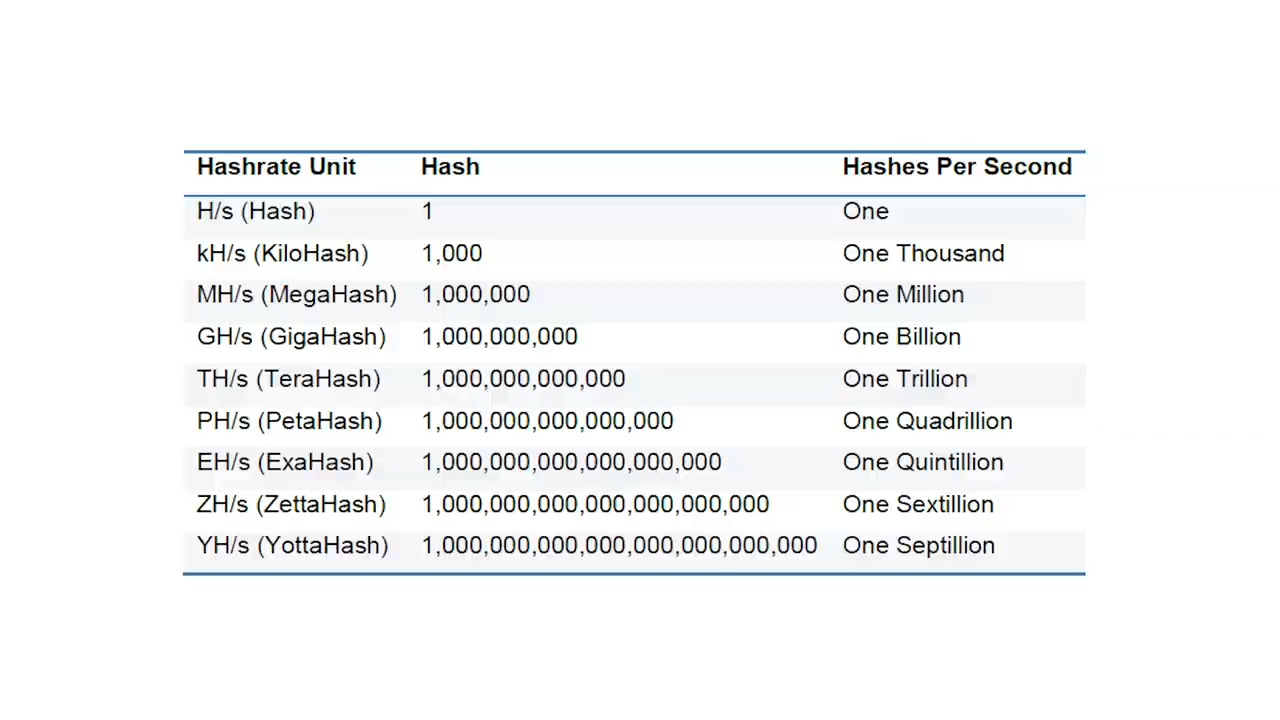 Hashrate Unit Hash Hashes Per Second
H/s (Hash) 1 One
kH/s (KiloHash) 1,000 One Thousand
MH/s (MegaHash) 1,000,000 One Million
GH/s (GigaHash) 1,000,000,000 One Billion
TH/s (TeraHash) 1,000,000,000,000 One Trillion
PH/s (PetaHash) 1,000,000,000,000,000 One Quadrillion
EH/s (ExaHash) 1,000,000,000,000,000,000 One Quintillion
ZH/s (ZettaHash) 1,000,000,000,000,000,000,000 One Sextillion
YH/s (YottaHash) 1,000,000,000,000,000,000,000,000 One Septillion